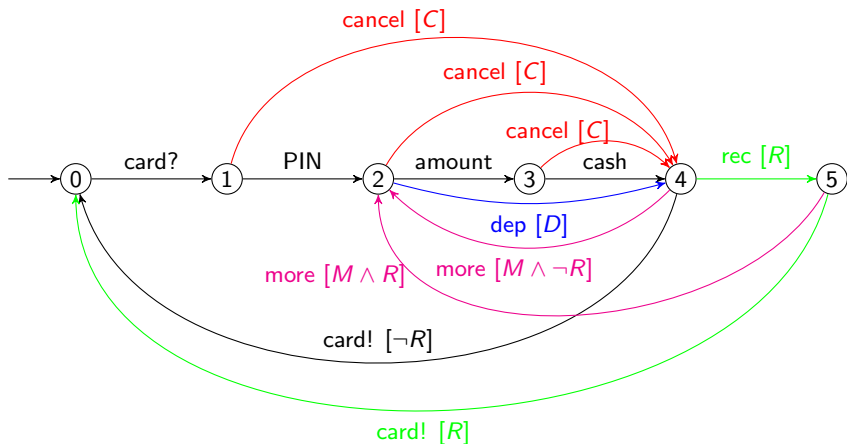 cancel [C]
cancel [C]
cancel [C]
card? PIN amount cash rec [R]
0 1 2 3 4 5
dep [D]
more [M ∧ R] more [M ∧ ¬R]
card! [¬R]
card! [R]